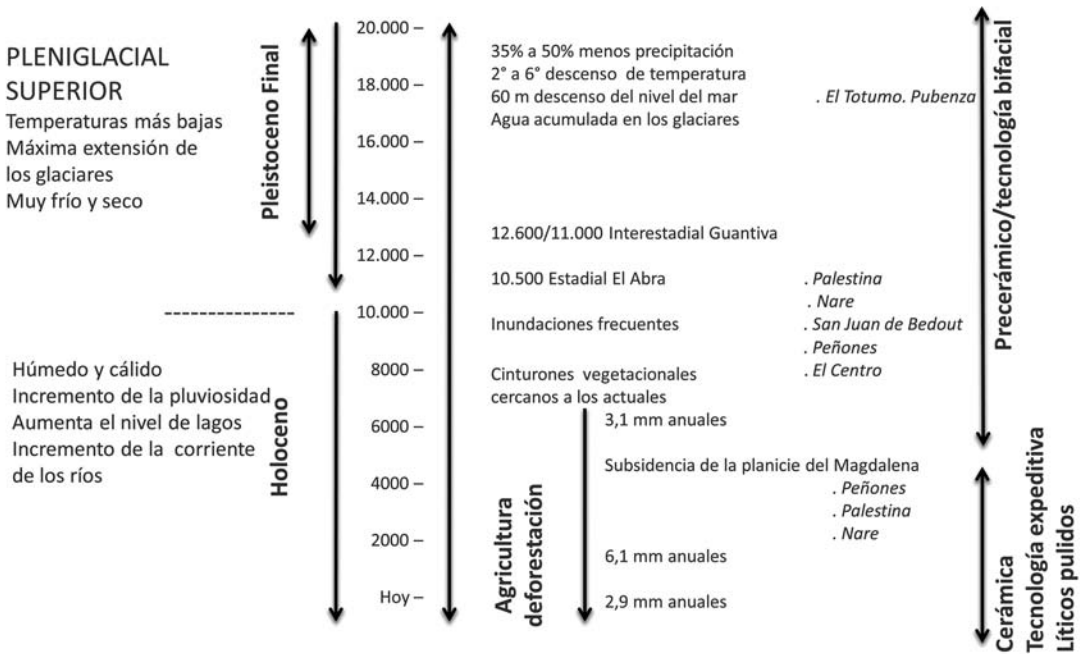 PLENIGLACIAL
SUPERIOR
Temperaturas más bajas
Máxima extensión de
los glaciares
Muy frío y seco
Húmedo y cálido
Incremento de la pluviosidad
Aumenta el nivel de lagos
Incremento de la corriente
de los ríos
Pleistoceno Final
Holoceno
20.000 –
18.000 –
16.000 –
14.000 –
12.000 –
10.000 –
8000 –
6000 –
4000 –
2000 –
Hoy –
35% a 50% menos precipitación
2° a 6° descenso de temperatura
60 m descenso del nivel del mar
Agua acumulada en los glaciares
. El Totumo. Pubenza
12.600/11.000 Interestadial Guantiva
10.500 Estadial El Abra
. Palestina
. Nare
Inundaciones frecuentes
. San Juan de Bedout
. Peñones
. El Centro
Cinturones vegetacionales
cercanos a los actuales
3,1 mm anuales
Subsidencia de la planicie del Magdalena
. Peñones
. Palestina
. Nare
6,1 mm anuales
2,9 mm anuales
Agricultura
deforestación
Precerámico/tecnología bifacial
Cerámica
Tecnología expeditiva
Líticos pulidos